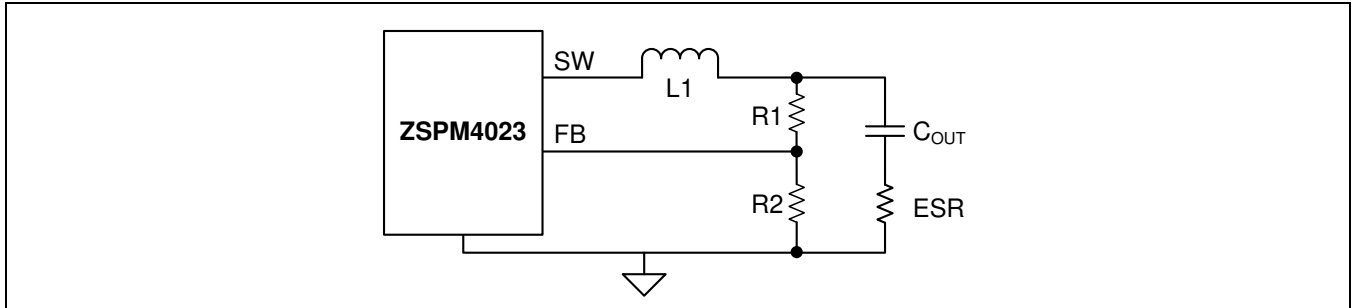 SW
L1
R1
C_OUT
ZSPM4023
FB
R2
ESR